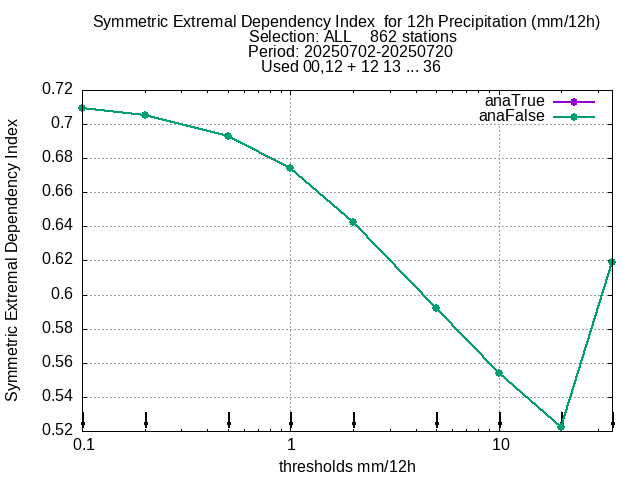 Symmetric Extremal Dependency Index  for 12h Precipitation (mm/12h)
Selection: ALL    862 stations
Period: 20250702-20250720
Used 00,12 + 12 13 ... 36
anaTrue
anaFalse
Symmetric Extremal Dependency Index
0.72
0.7
0.68
0.66
0.64
0.62
0.6
0.58
0.56
0.54
0.52
0.1 1 10
thresholds mm/12h